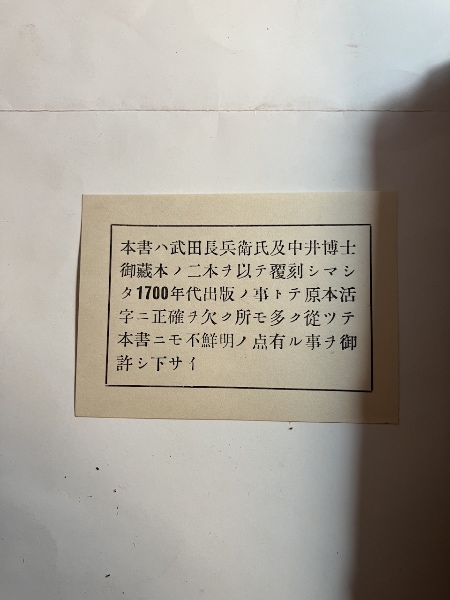 本書ハ武田長兵衛氏及中井博士
御蔵本ノ二本ヲ以テ覆刻シマシ
タ1700年代出版ノ事トテ原本活
字ニ正確ヲ欠ク所モ多ク從ツテ
本書ニモ不鮮明ノ点有ル事ヲ御
許シ下サイ